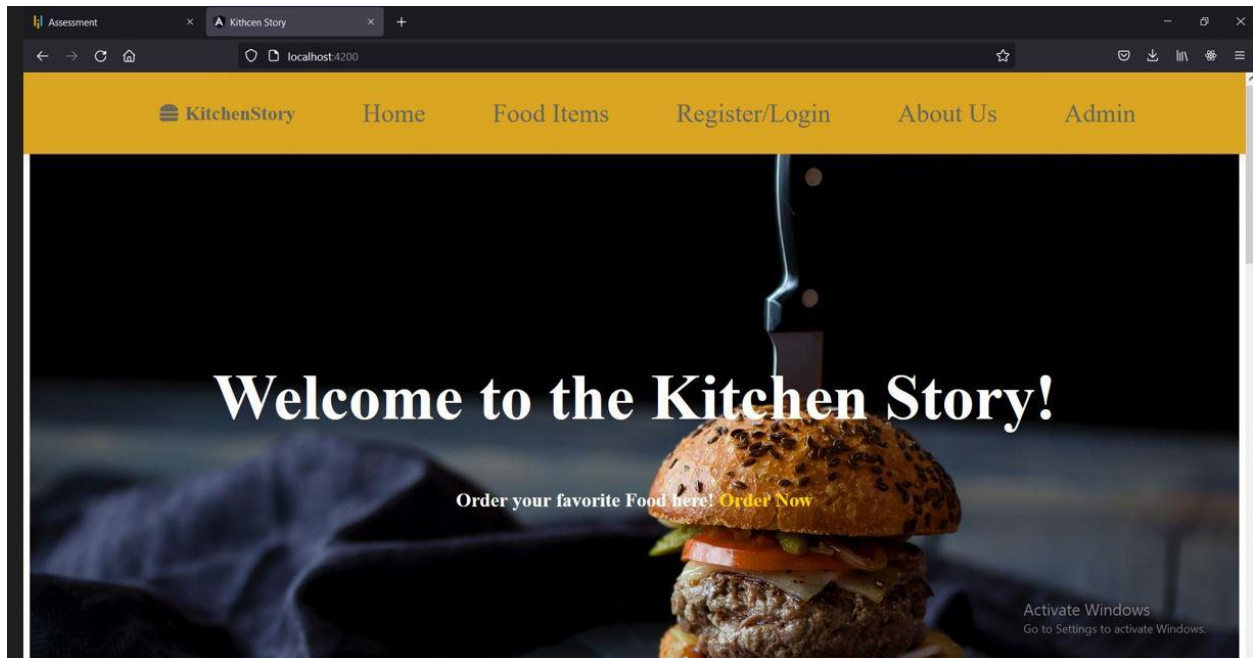 Assessment
Kithcen Story
localhost:4200
KitchenStory Home Food Items Register/Login About Us Admin
Welcome to the Kitchen Story!
Order your favorite Food here! Order Now
Activate Windows
Go to Settings to activate Windows.